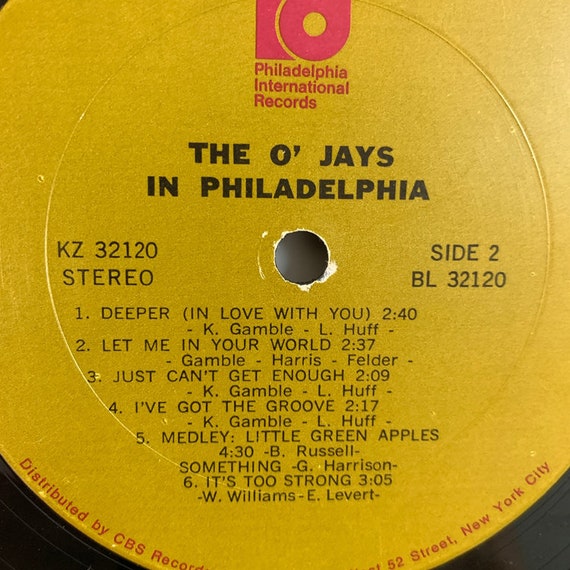 Philadelphia
International
Records
THE O' JAYS
IN PHILADELPHIA
KZ 32120
STEREO
SIDE 2
BL 32120
1. DEEPER (IN LOVE WITH YOU) 2:40
- K. Gamble - L. Huff -
2. LET ME IN YOUR WORLD 2:37
- Gamble - Harris - Felder -
3. JUST CAN'T GET ENOUGH 2:09
- K. Gamble - L. Huff -
4. I'VE GOT THE GROOVE 2:17
- K. Gamble - L. Huff -
5. MEDLEY: LITTLE GREEN APPLES
4:30 -B. Russell-
SOMETHING -G. Harrison-
6. IT'S TOO STRONG 3:05
-W. Williams-E. Levert-
Distributed by CBS Records 52 Street, New York City